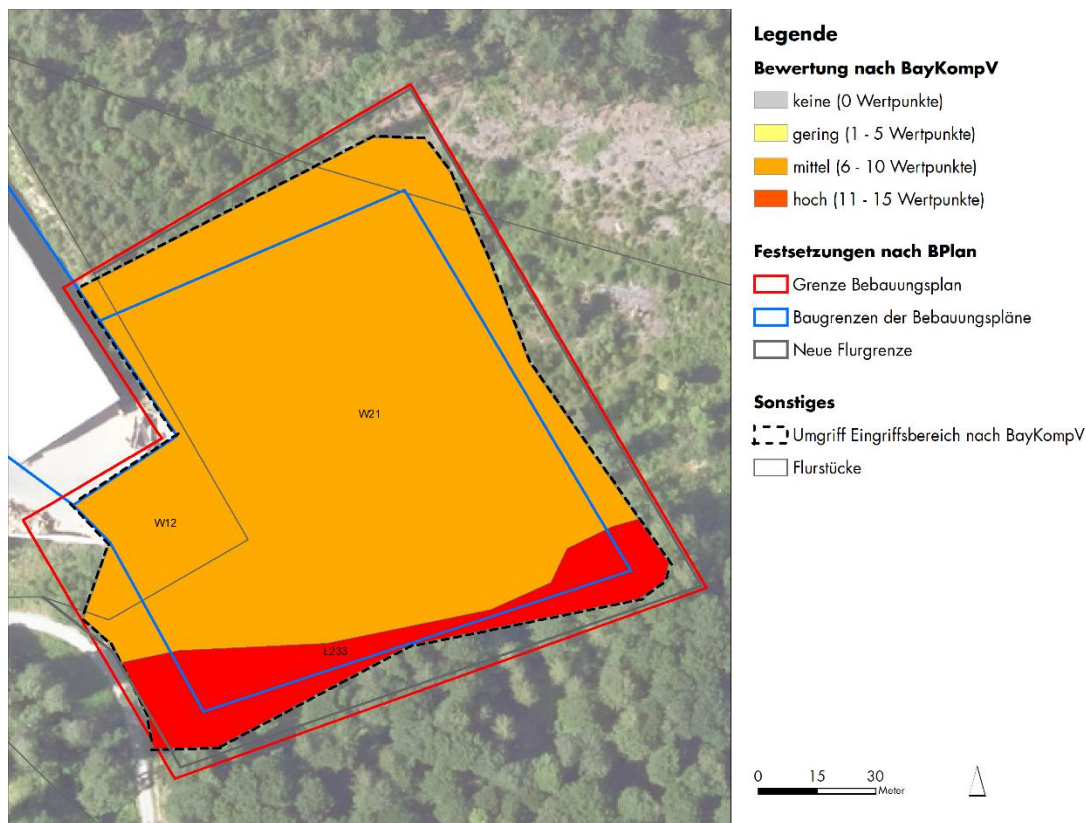 Legende
Bewertung nach BayKompV
keine (0 Wertpunkte)
gering (1 - 5 Wertpunkte)
mittel (6 - 10 Wertpunkte)
hoch (11 - 15 Wertpunkte)
Festsetzungen nach BPlan
Grenze Bebauungsplan
Baugrenzen der Bebauungspläne
Neue Flurgrenze
Sonstiges
Umgriff Eingriffsbereich nach BayKompV
Flurstücke
W21
W12
L233
0 15 30
Meter